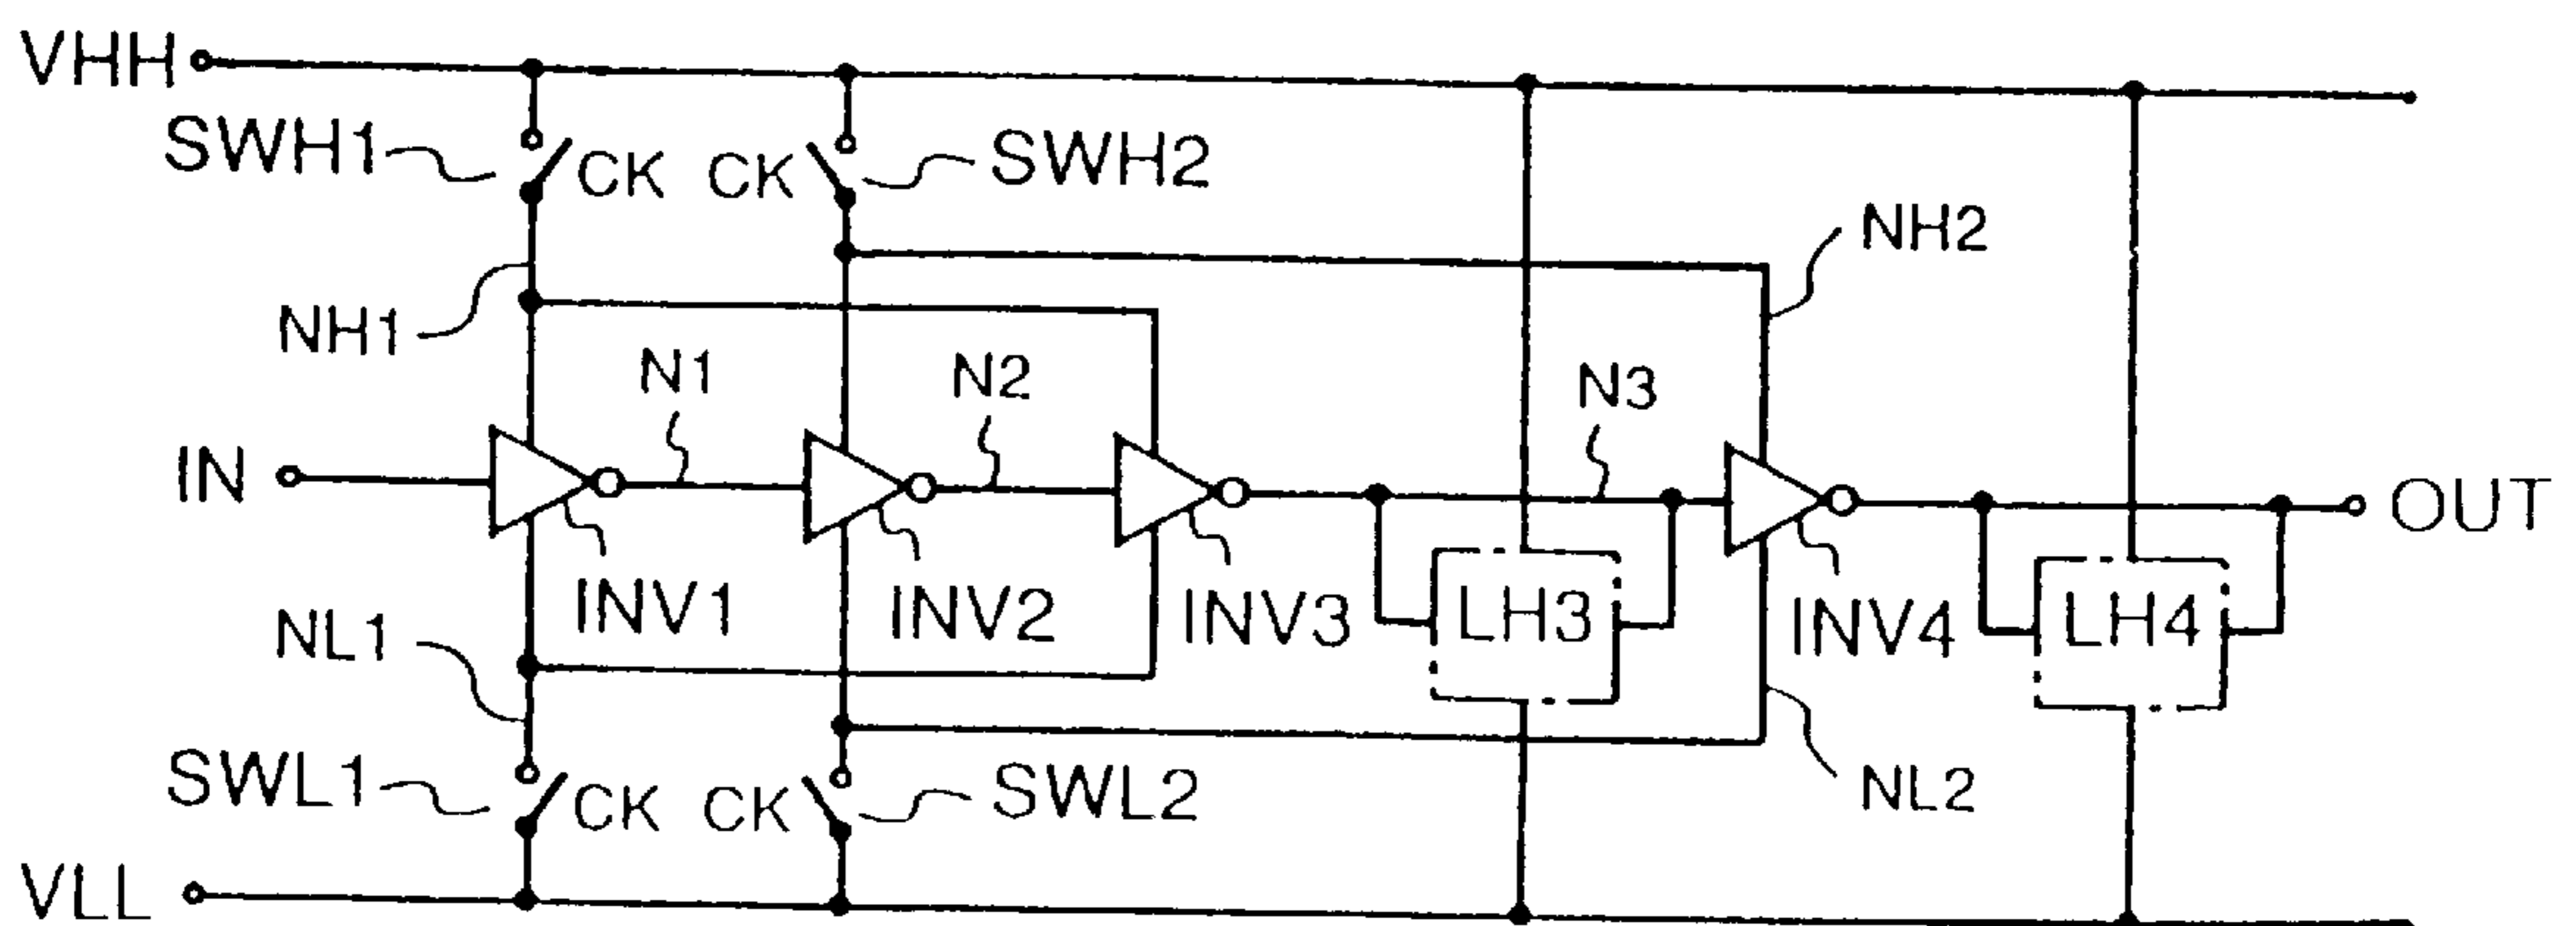 VHH
SWH1
CK
CK
SWH2
NH2
NH1
N1
N2
N3
IN
OUT
INV1
INV2
INV3
LH3
INV4
LH4
NL1
SWL1
CK
CK
SWL2
NL2
VLL